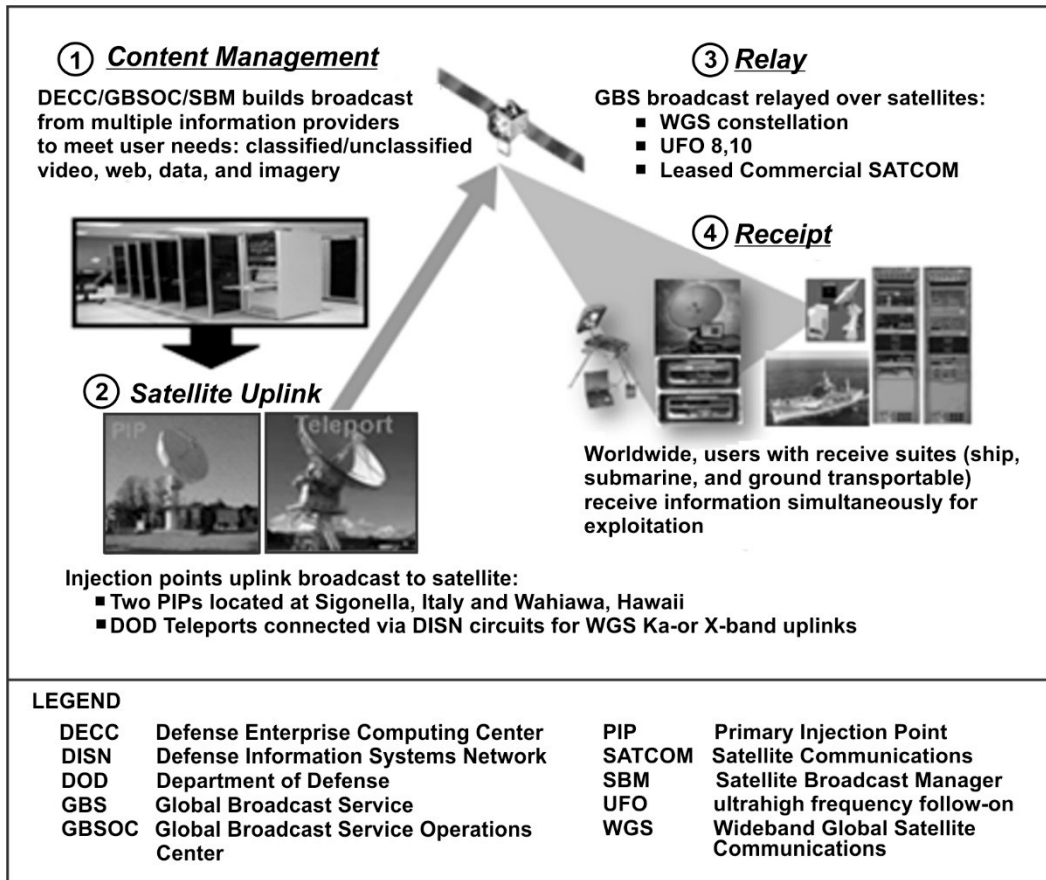 1 Content Management
DECC/GBSOC/SBM builds broadcast
from multiple information providers
to meet user needs: classified/unclassified
video, web, data, and imagery
3 Relay
GBS broadcast relayed over satellites:
▪ WGS constellation
▪ UFO 8,10
▪ Leased Commercial SATCOM
2 Satellite Uplink
PIP
Teleport
Injection points uplink broadcast to satellite:
▪ Two PIPs located at Sigonella, Italy and Wahiawa, Hawaii
▪ DOD Teleports connected via DISN circuits for WGS Ka-or X-band uplinks
4 Receipt
Worldwide, users with receive suites (ship,
submarine, and ground transportable)
receive information simultaneously for
exploitation
LEGEND
DECC Defense Enterprise Computing Center
DISN Defense Information Systems Network
DOD Department of Defense
GBS Global Broadcast Service
GBSOC Global Broadcast Service Operations
Center
PIP Primary Injection Point
SATCOM Satellite Communications
SBM Satellite Broadcast Manager
UFO ultrahigh frequency follow-on
WGS Wideband Global Satellite
Communications